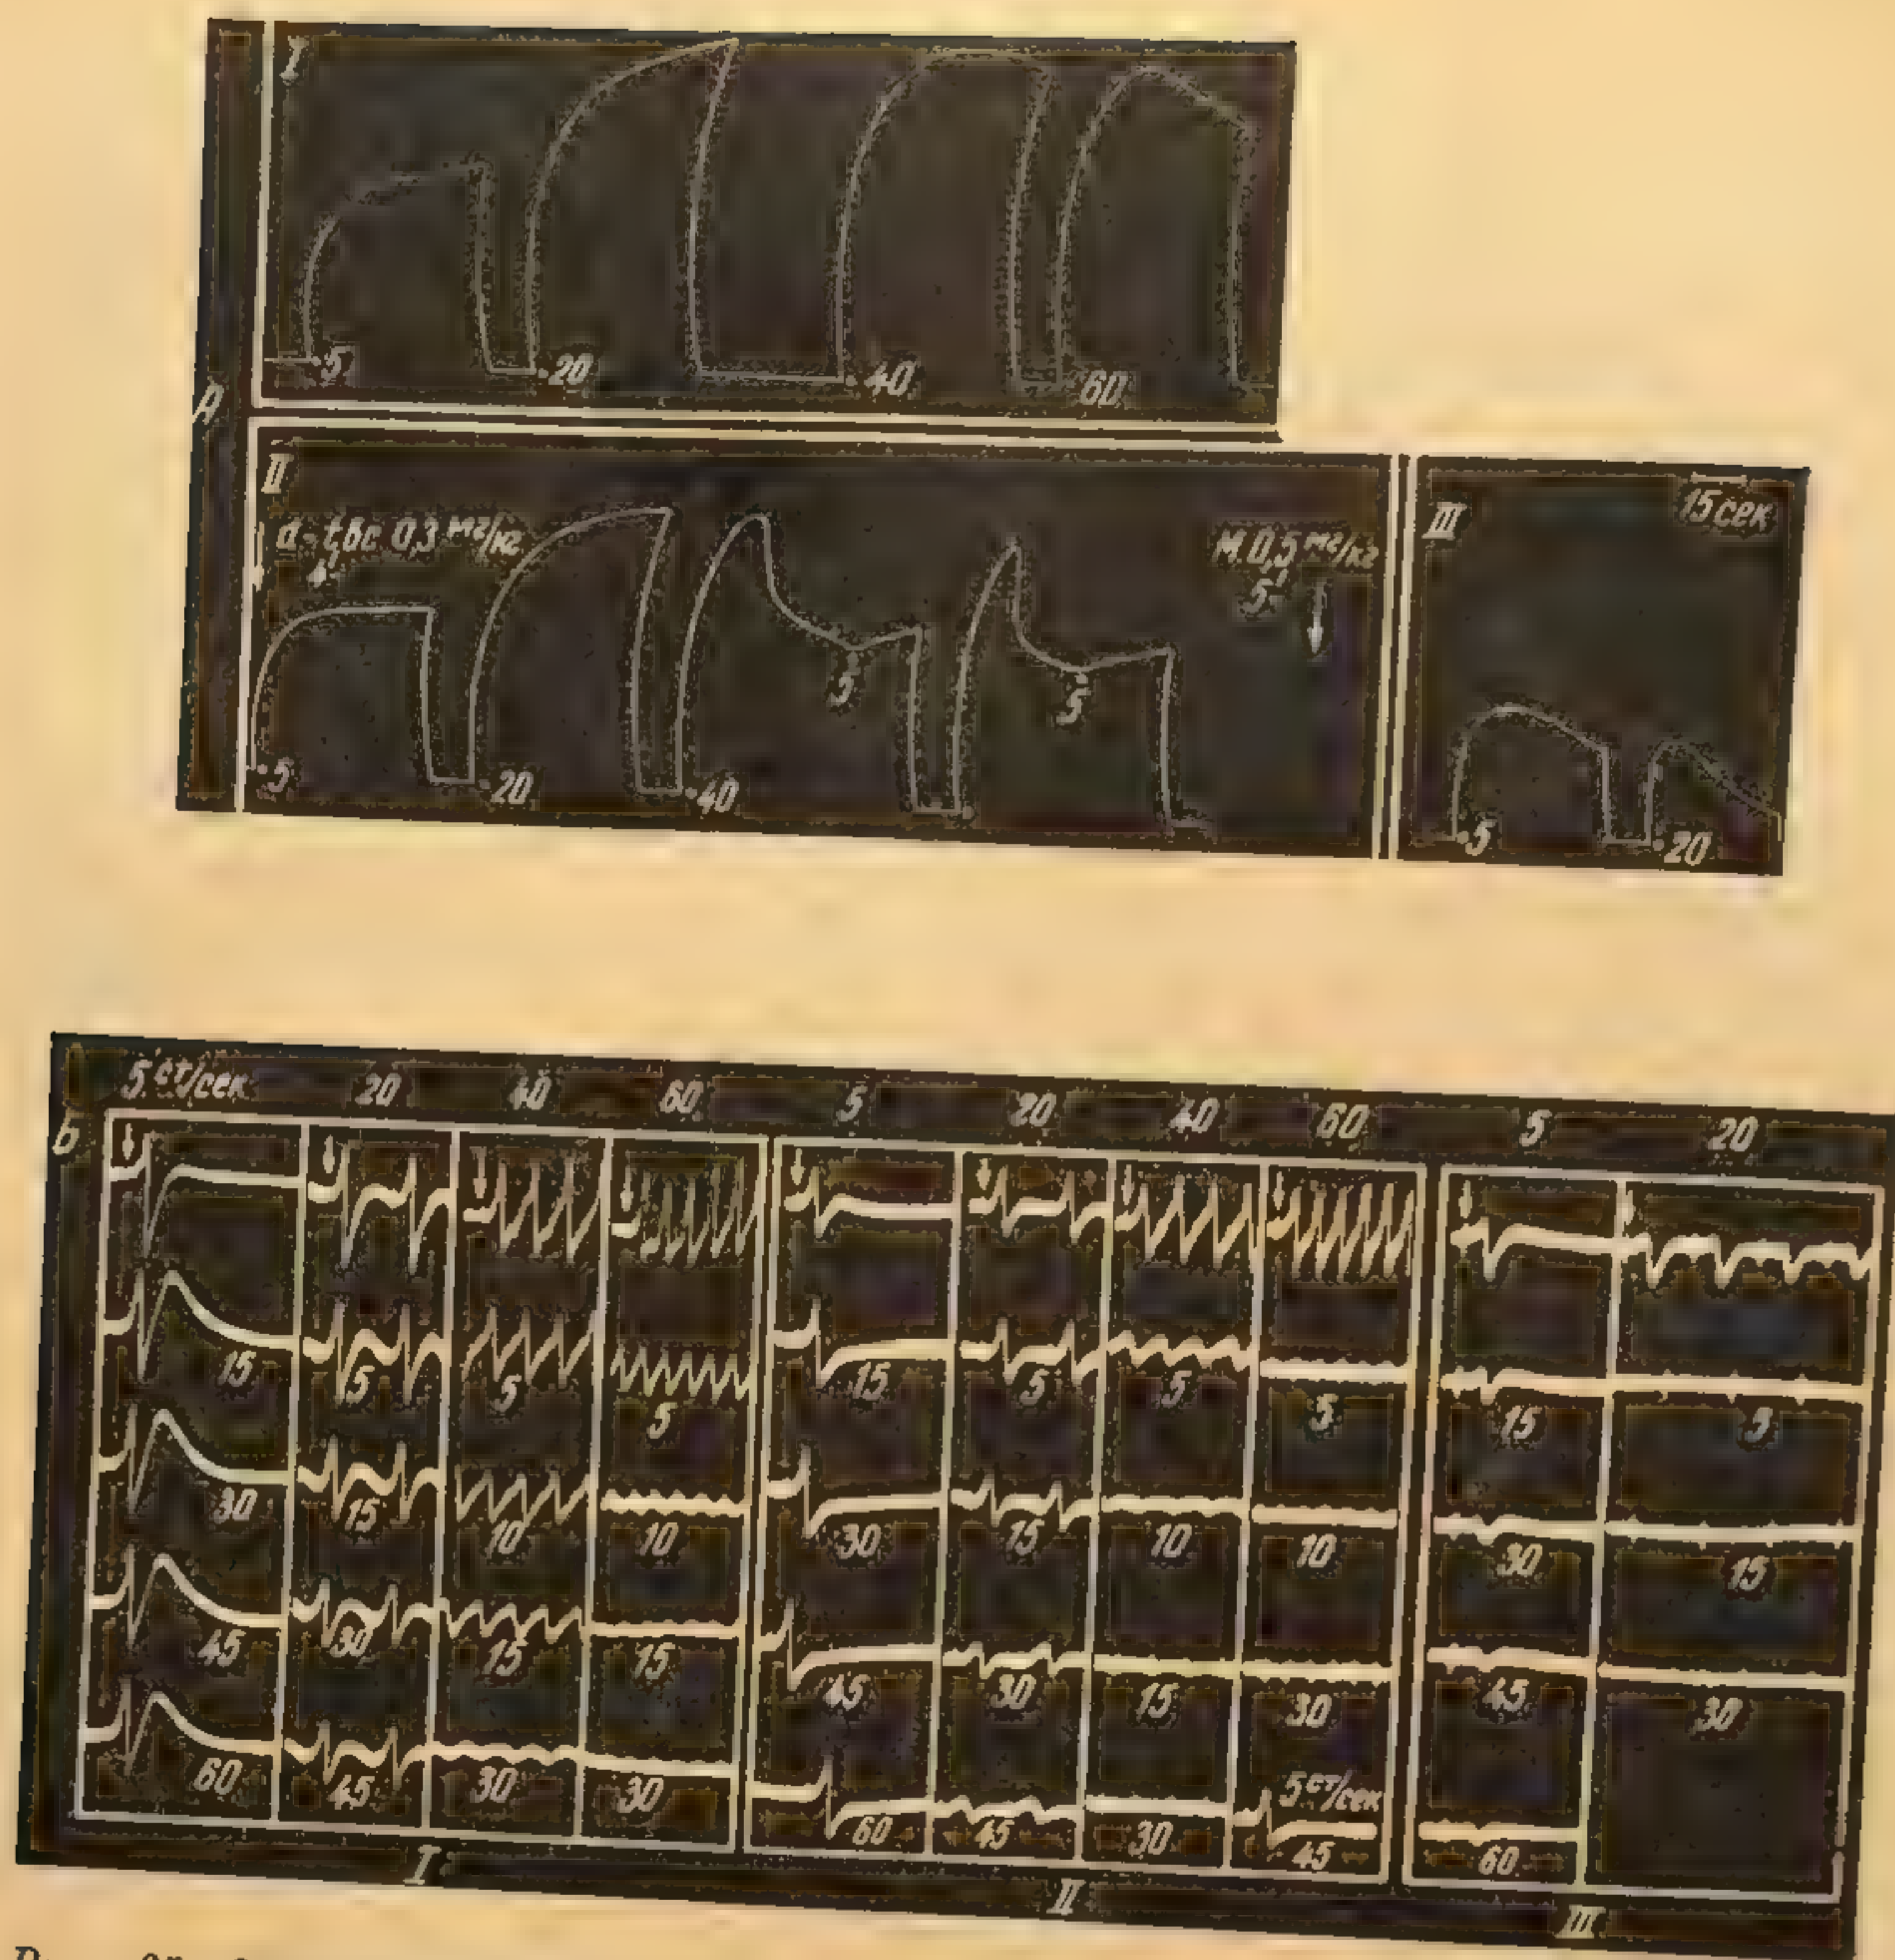 I
5 20 40 60
A
II
d-tвc 0,3 мг/кг
М. 0,5 мг/кг
5'
5 5
5 20 40
III
15 сек
5 20
Б
5 ст/сек 20 40 60 5 20 40 60 5 20
15 5 5 5 15 5 5 5 15 5
30 15 10 10 30 15 10 10 30 15
45 30 15 15 45 30 15 30 45 30
5 ст/сек
60 45 30 30 60 45 30 45 60
I II III